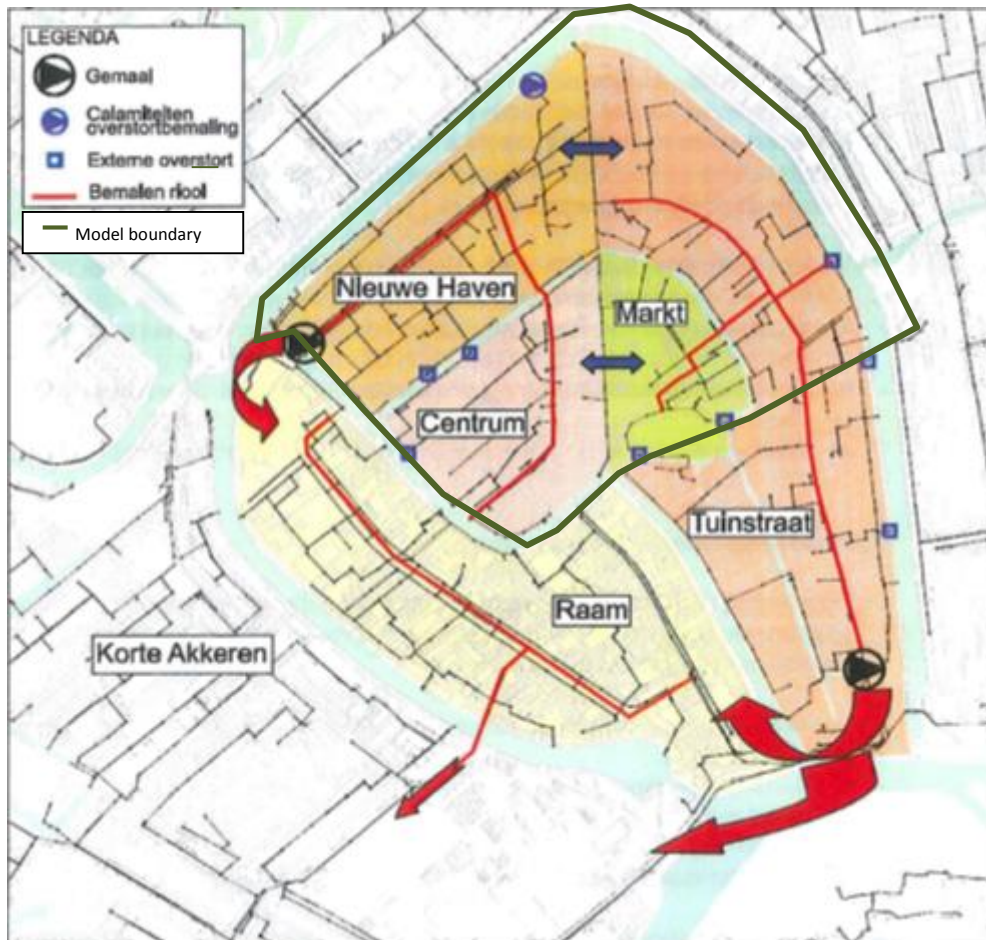 LEGENDA
Gemaal
Calamiteiten
overstortbemaling
Externe overstort
Bemalen riool
Model boundary
Nieuwe Haven
Markt
Centrum
Tuinstraat
Raam
Korte Akkeren